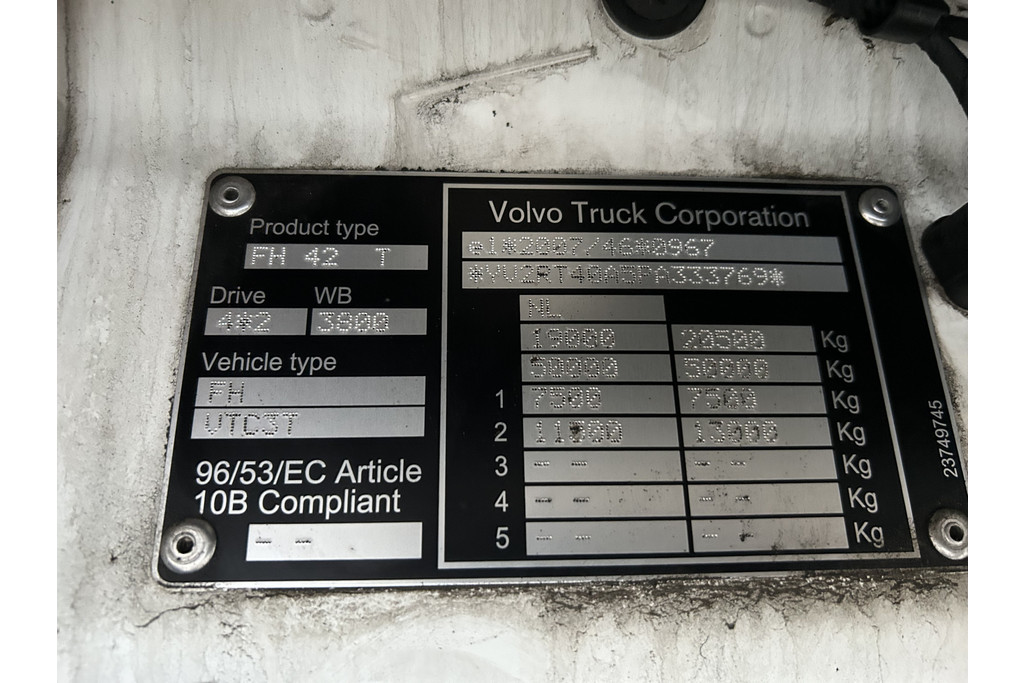 Volvo Truck Corporation
e1*2007/46*0967
*YV2RT40A5PA333769*
NL
19000 20500 Kg
50000 50000 Kg
1 7500 7500 Kg
2 11000 13000 Kg
3 -- -- -- -- Kg
4 -- -- -- -- Kg
5 -- -- -- -- Kg
Product type
FH 42 T
Drive WB
4*2 3800
Vehicle type
FH
VTC3T
96/53/EC Article
10B Compliant
-- --
23749745